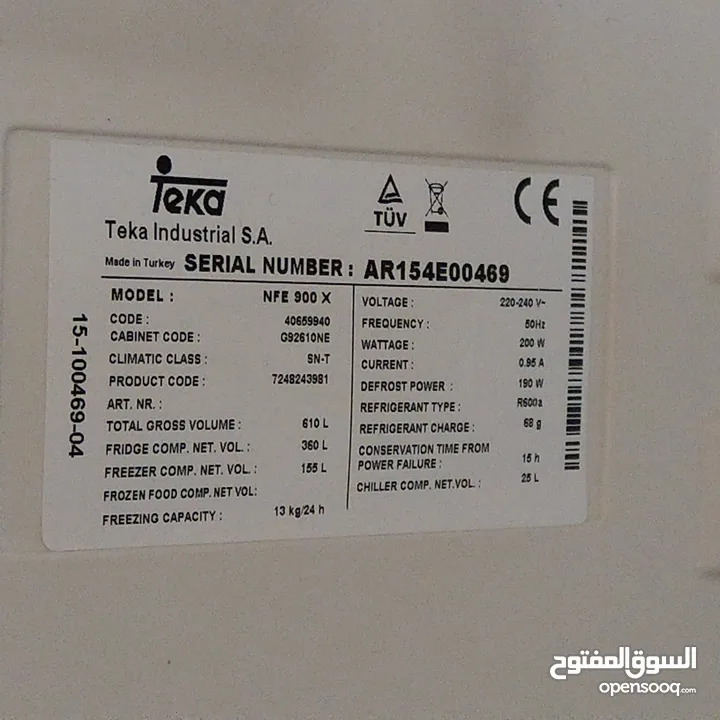 Teka
Teka Industrial S.A.
TÜV
CE
Made in Turkey SERIAL NUMBER : AR154E00469
15-100469-04
MODEL : NFE 900 X
CODE : 40659940
CABINET CODE : G92610NE
CLIMATIC CLASS : SN-T
PRODUCT CODE : 7248243981
ART. NR. :
TOTAL GROSS VOLUME : 610 L
FRIDGE COMP. NET. VOL. : 360 L
FREEZER COMP. NET. VOL. : 155 L
FROZEN FOOD COMP. NET VOL:
FREEZING CAPACITY : 13 kg/24 h
VOLTAGE : 220-240 V~
FREQUENCY : 50Hz
WATTAGE : 200 W
CURRENT : 0.95 A
DEFROST POWER : 190 W
REFRIGERANT TYPE : R600a
REFRIGERANT CHARGE : 68 g
CONSERVATION TIME FROM
POWER FAILURE : 15 h
CHILLER COMP. NET.VOL. : 25 L
السوق المفتوح
opensooq.com